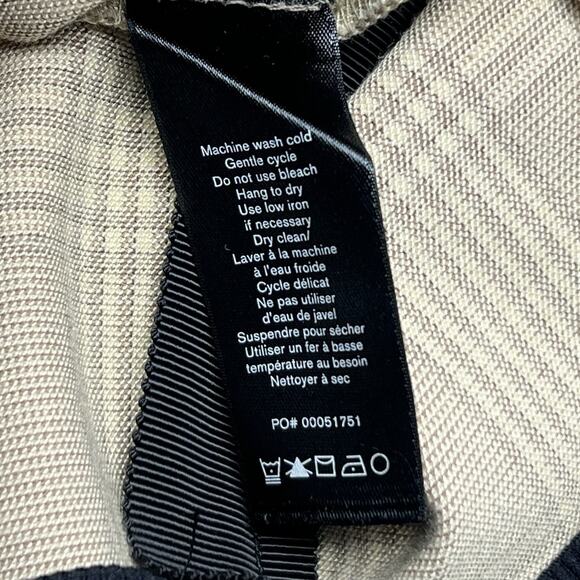 Machine wash cold
Gentle cycle
Do not use bleach
Hang to dry
Use low iron
if necessary
Dry clean/
Laver à la machine
à l'eau froide
Cycle délicat
Ne pas utiliser
d'eau de javel
Suspendre pour sécher
Utiliser un fer à basse
température au besoin
Nettoyer à sec
PO# 00051751